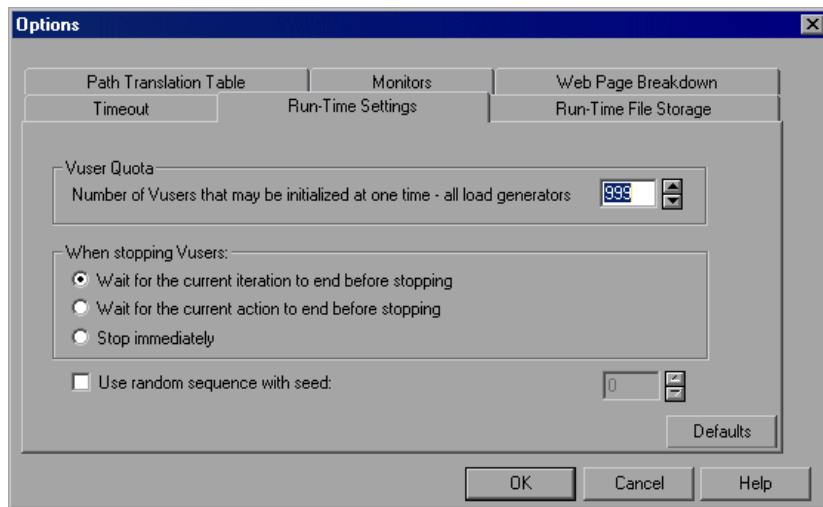 Options
Path Translation Table
Monitors
Web Page Breakdown
Timeout
Run-Time Settings
Run-Time File Storage
Vuser Quota
Number of Vusers that may be initialized at one time - all load generators
999
When stopping Vusers:
Wait for the current iteration to end before stopping
Wait for the current action to end before stopping
Stop immediately
Use random sequence with seed:
0
Defaults
OK
Cancel
Help